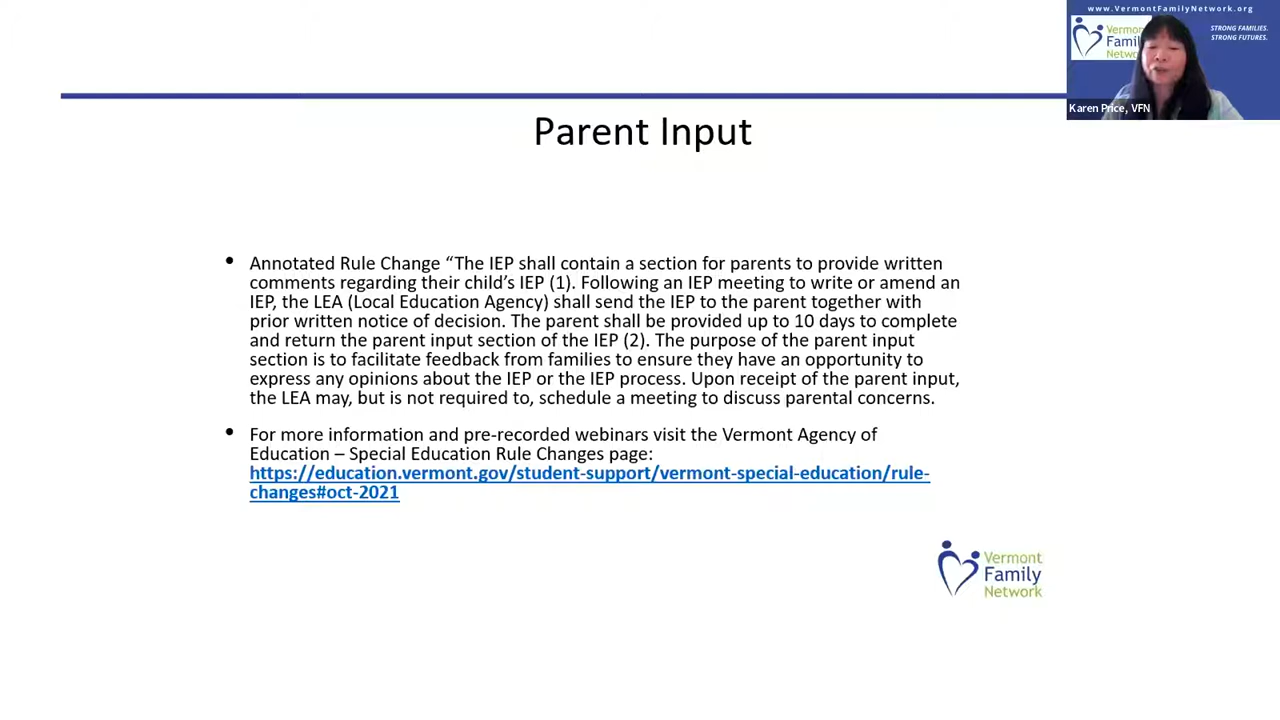 www.VermontFamilyNetwork.org
STRONG FAMILIES.
STRONG FUTURES.
Vermont
Family
Network
Karen Price, VFN
Parent Input
• Annotated Rule Change “The IEP shall contain a section for parents to provide written
comments regarding their child’s IEP (1). Following an IEP meeting to write or amend an
IEP, the LEA (Local Education Agency) shall send the IEP to the parent together with
prior written notice of decision. The parent shall be provided up to 10 days to complete
and return the parent input section of the IEP (2). The purpose of the parent input
section is to facilitate feedback from families to ensure they have an opportunity to
express any opinions about the IEP or the IEP process. Upon receipt of the parent input,
the LEA may, but is not required to, schedule a meeting to discuss parental concerns.
• For more information and pre-recorded webinars visit the Vermont Agency of
Education – Special Education Rule Changes page:
https://education.vermont.gov/student-support/vermont-special-education/rule-
changes#oct-2021
Vermont
Family
Network